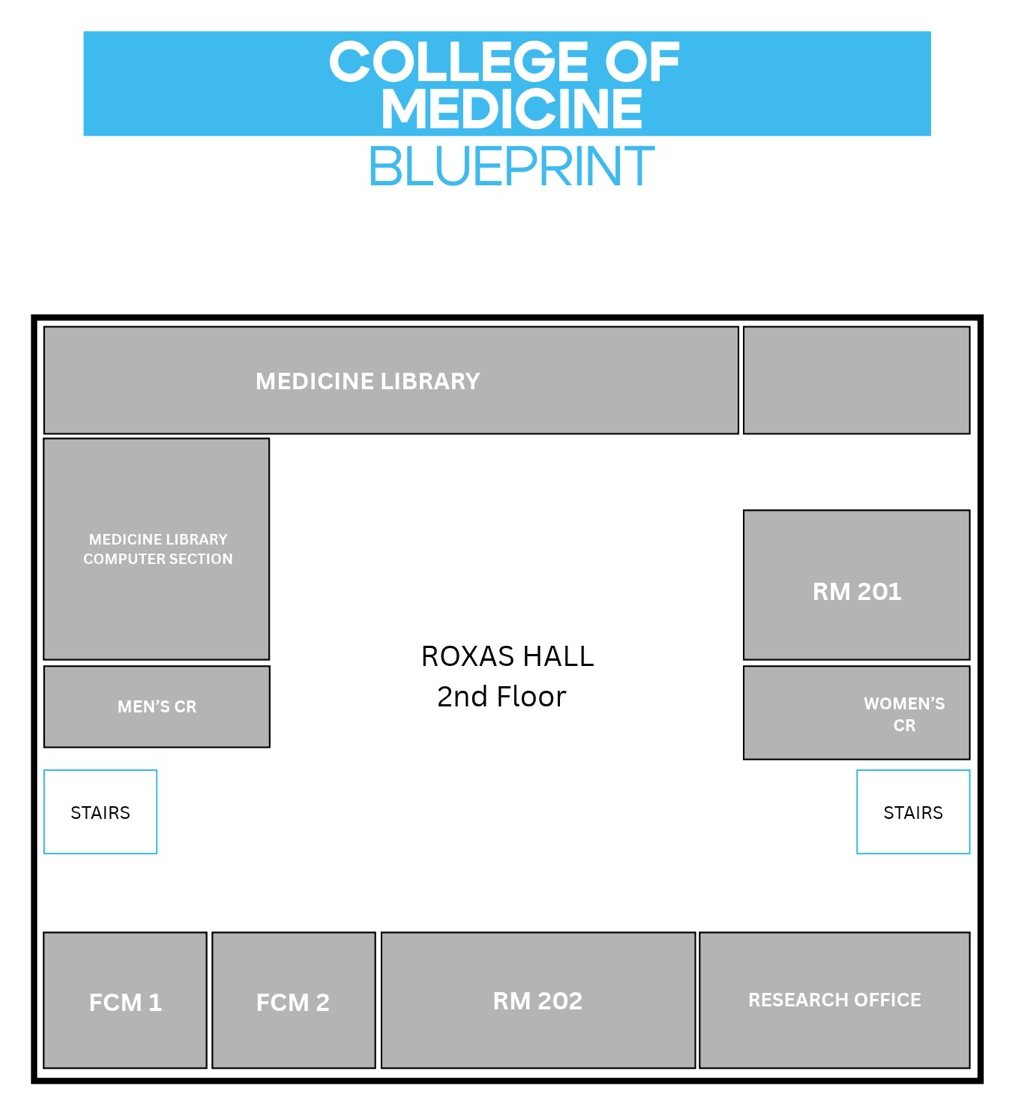 COLLEGE OF
MEDICINE
BLUEPRINT
MEDICINE LIBRARY
MEDICINE LIBRARY
COMPUTER SECTION
RM 201
ROXAS HALL
2nd Floor
MEN’S CR
WOMEN’S
CR
STAIRS
STAIRS
FCM 1
FCM 2
RM 202
RESEARCH OFFICE